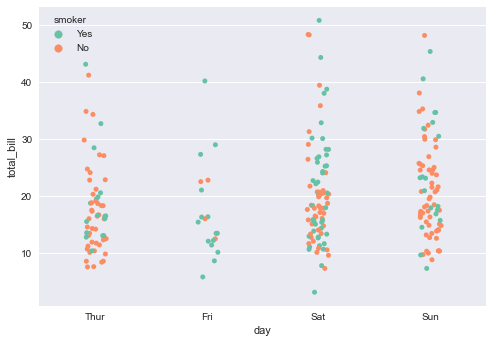 smoker
Yes
No
50
40
30
20
10
total_bill
Thur Fri Sat Sun
day